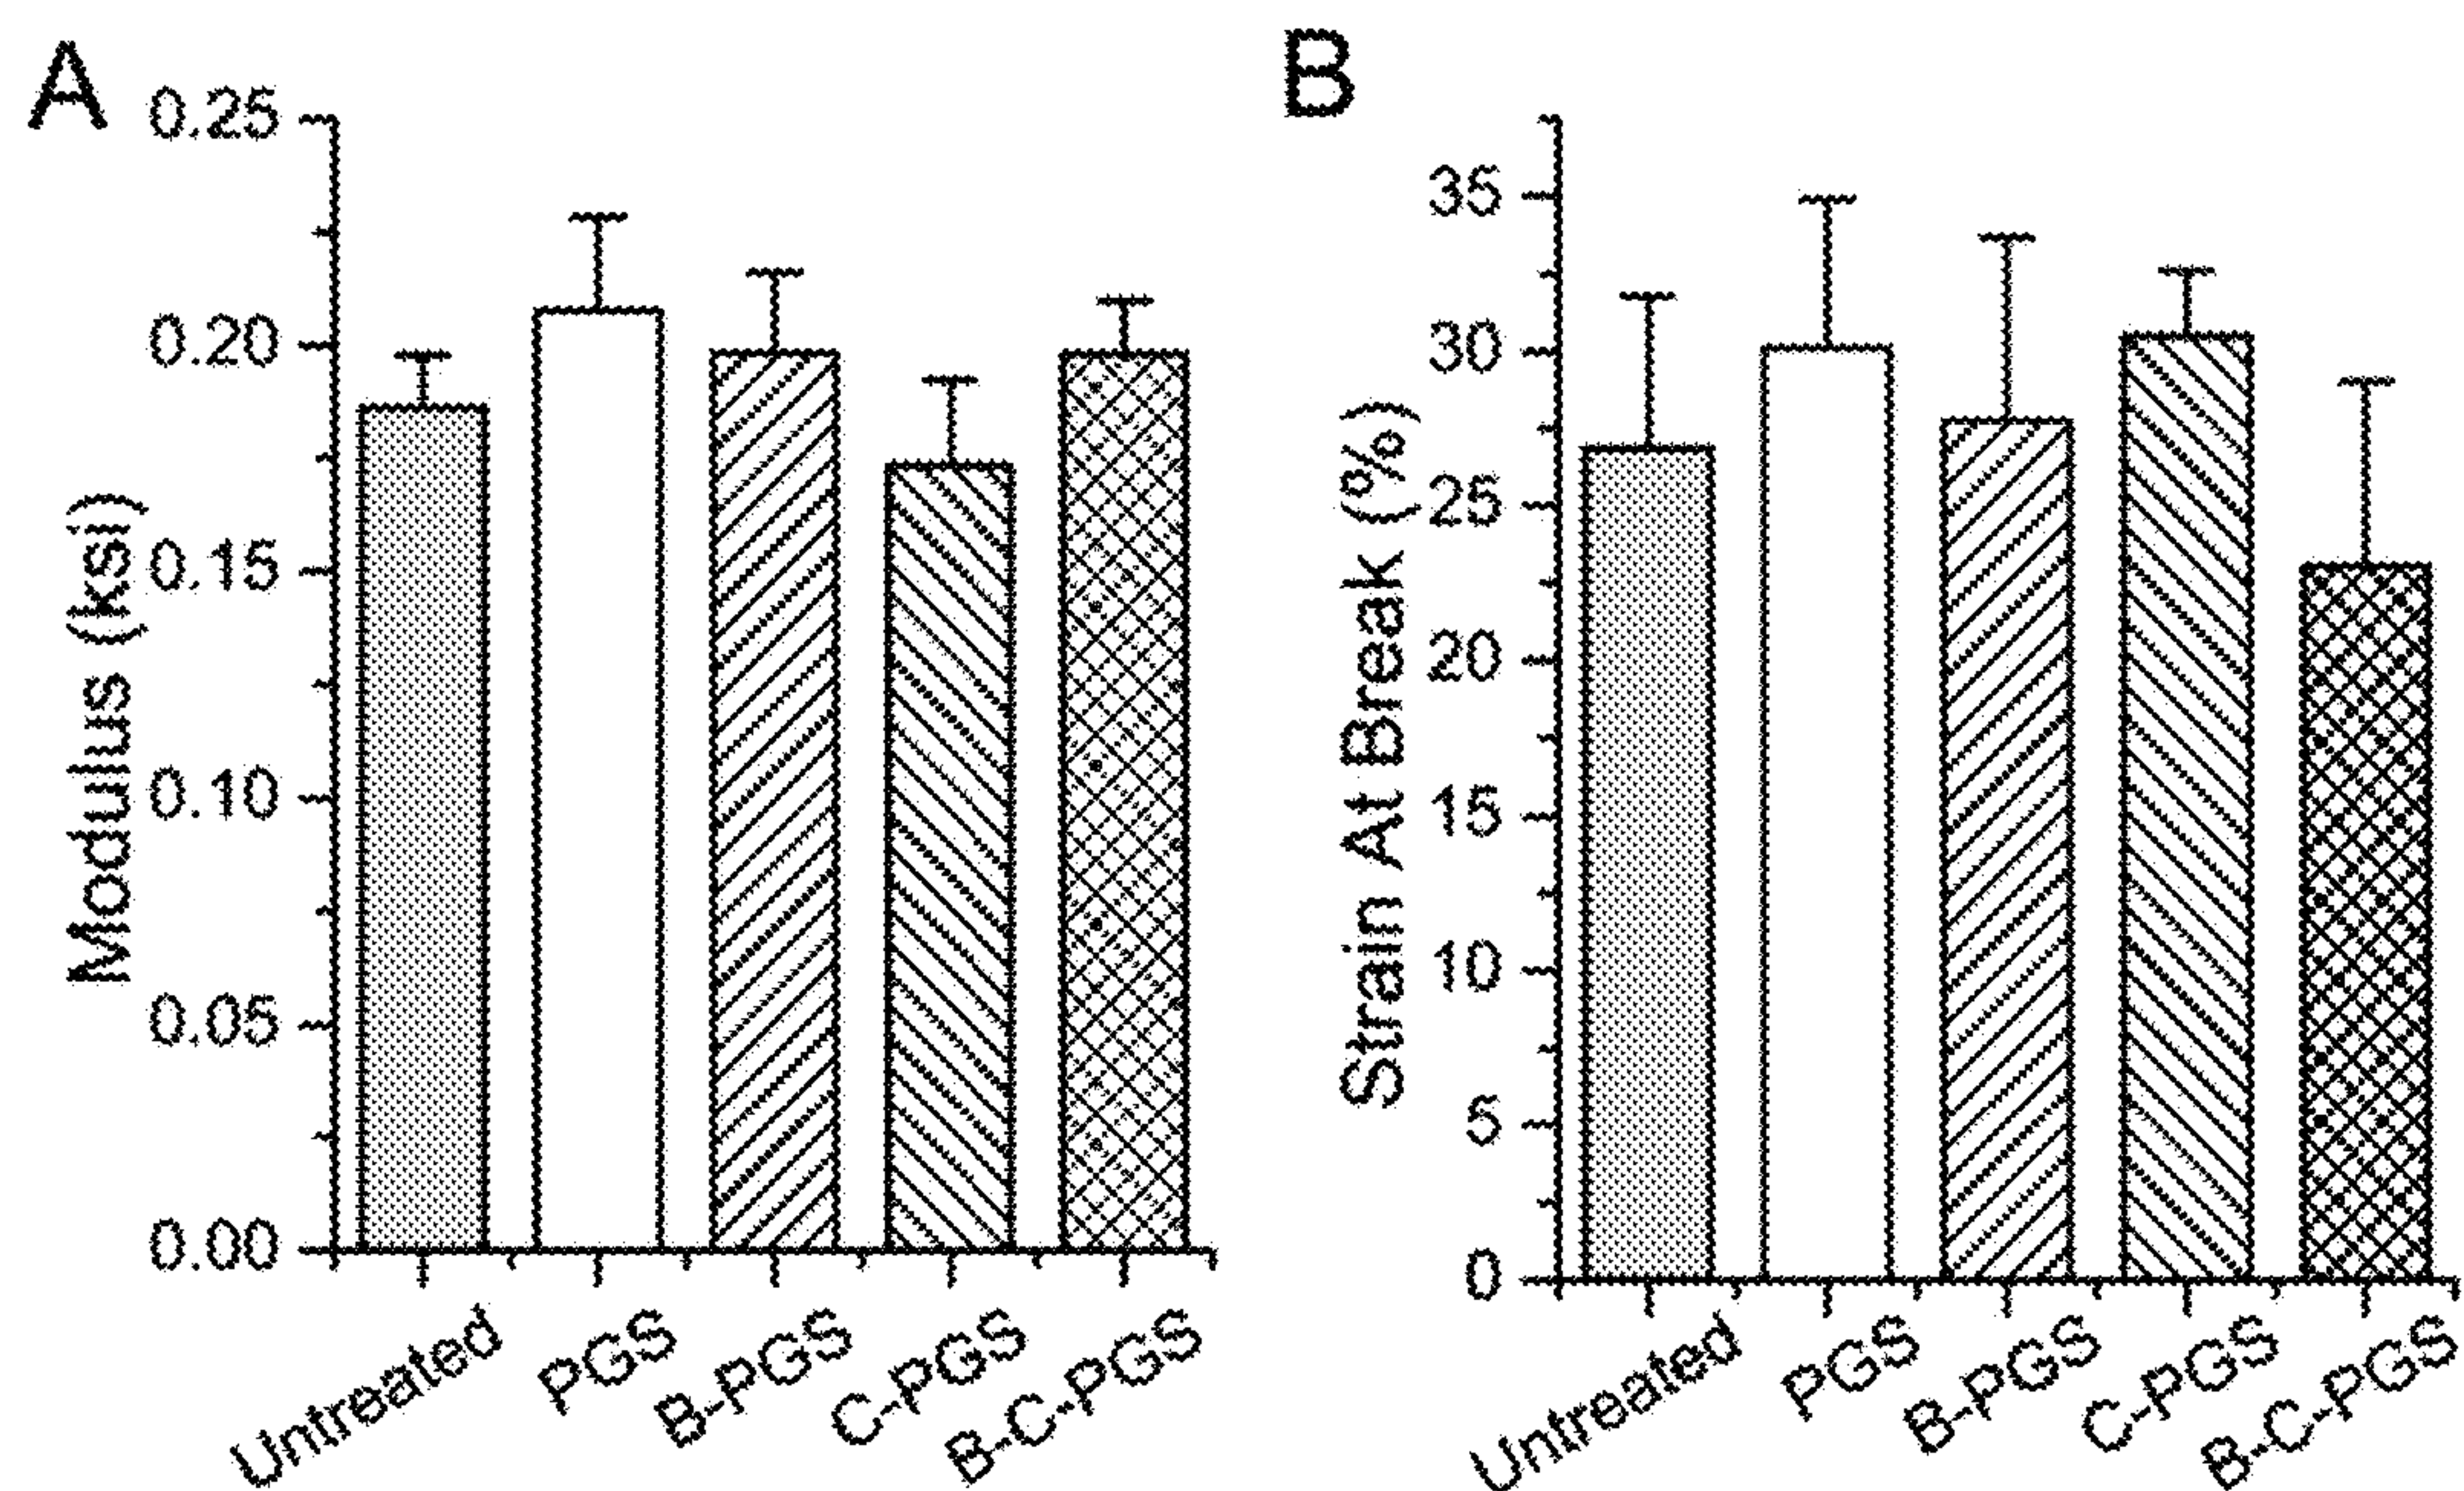 A
0.25
0.20
0.15
0.10
0.05
0.00
Modulus (ksi)
Untreated
PGS
B-PGS
C-PGS
B-C-PGS
B
35
30
25
20
15
10
5
0
Strain At Break (%)
Untreated
PGS
B-PGS
C-PGS
B-C-PGS